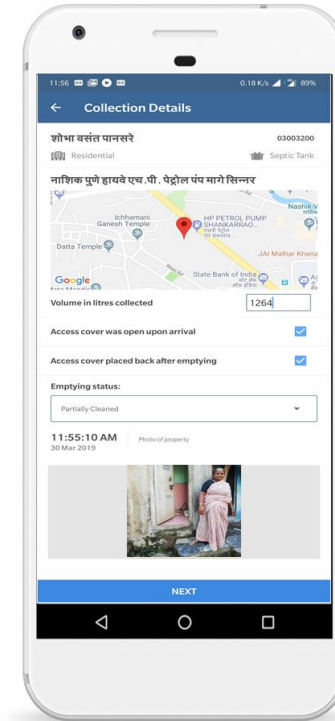 11:56
0.18 K/s 89%
← Collection Details
शोभा वसंत पानसरे 03003200
Residential Septic Tank
नाशिक पुणे हायवे एच.पी. पेट्रोल पंप मागे सिन्नर
Nashik
Ichhamani
Ganesh Temple
HP PETROL PUMP
SHANKARRAO...
Datta Temple
JAI Malhar Khana
State Bank of India
Google
Volume in litres collected 1264
Access cover was open upon arrival
Access cover placed back after emptying
Emptying status:
Partially Cleaned
11:55:10 AM Photo of property
30 Mar 2019
NEXT